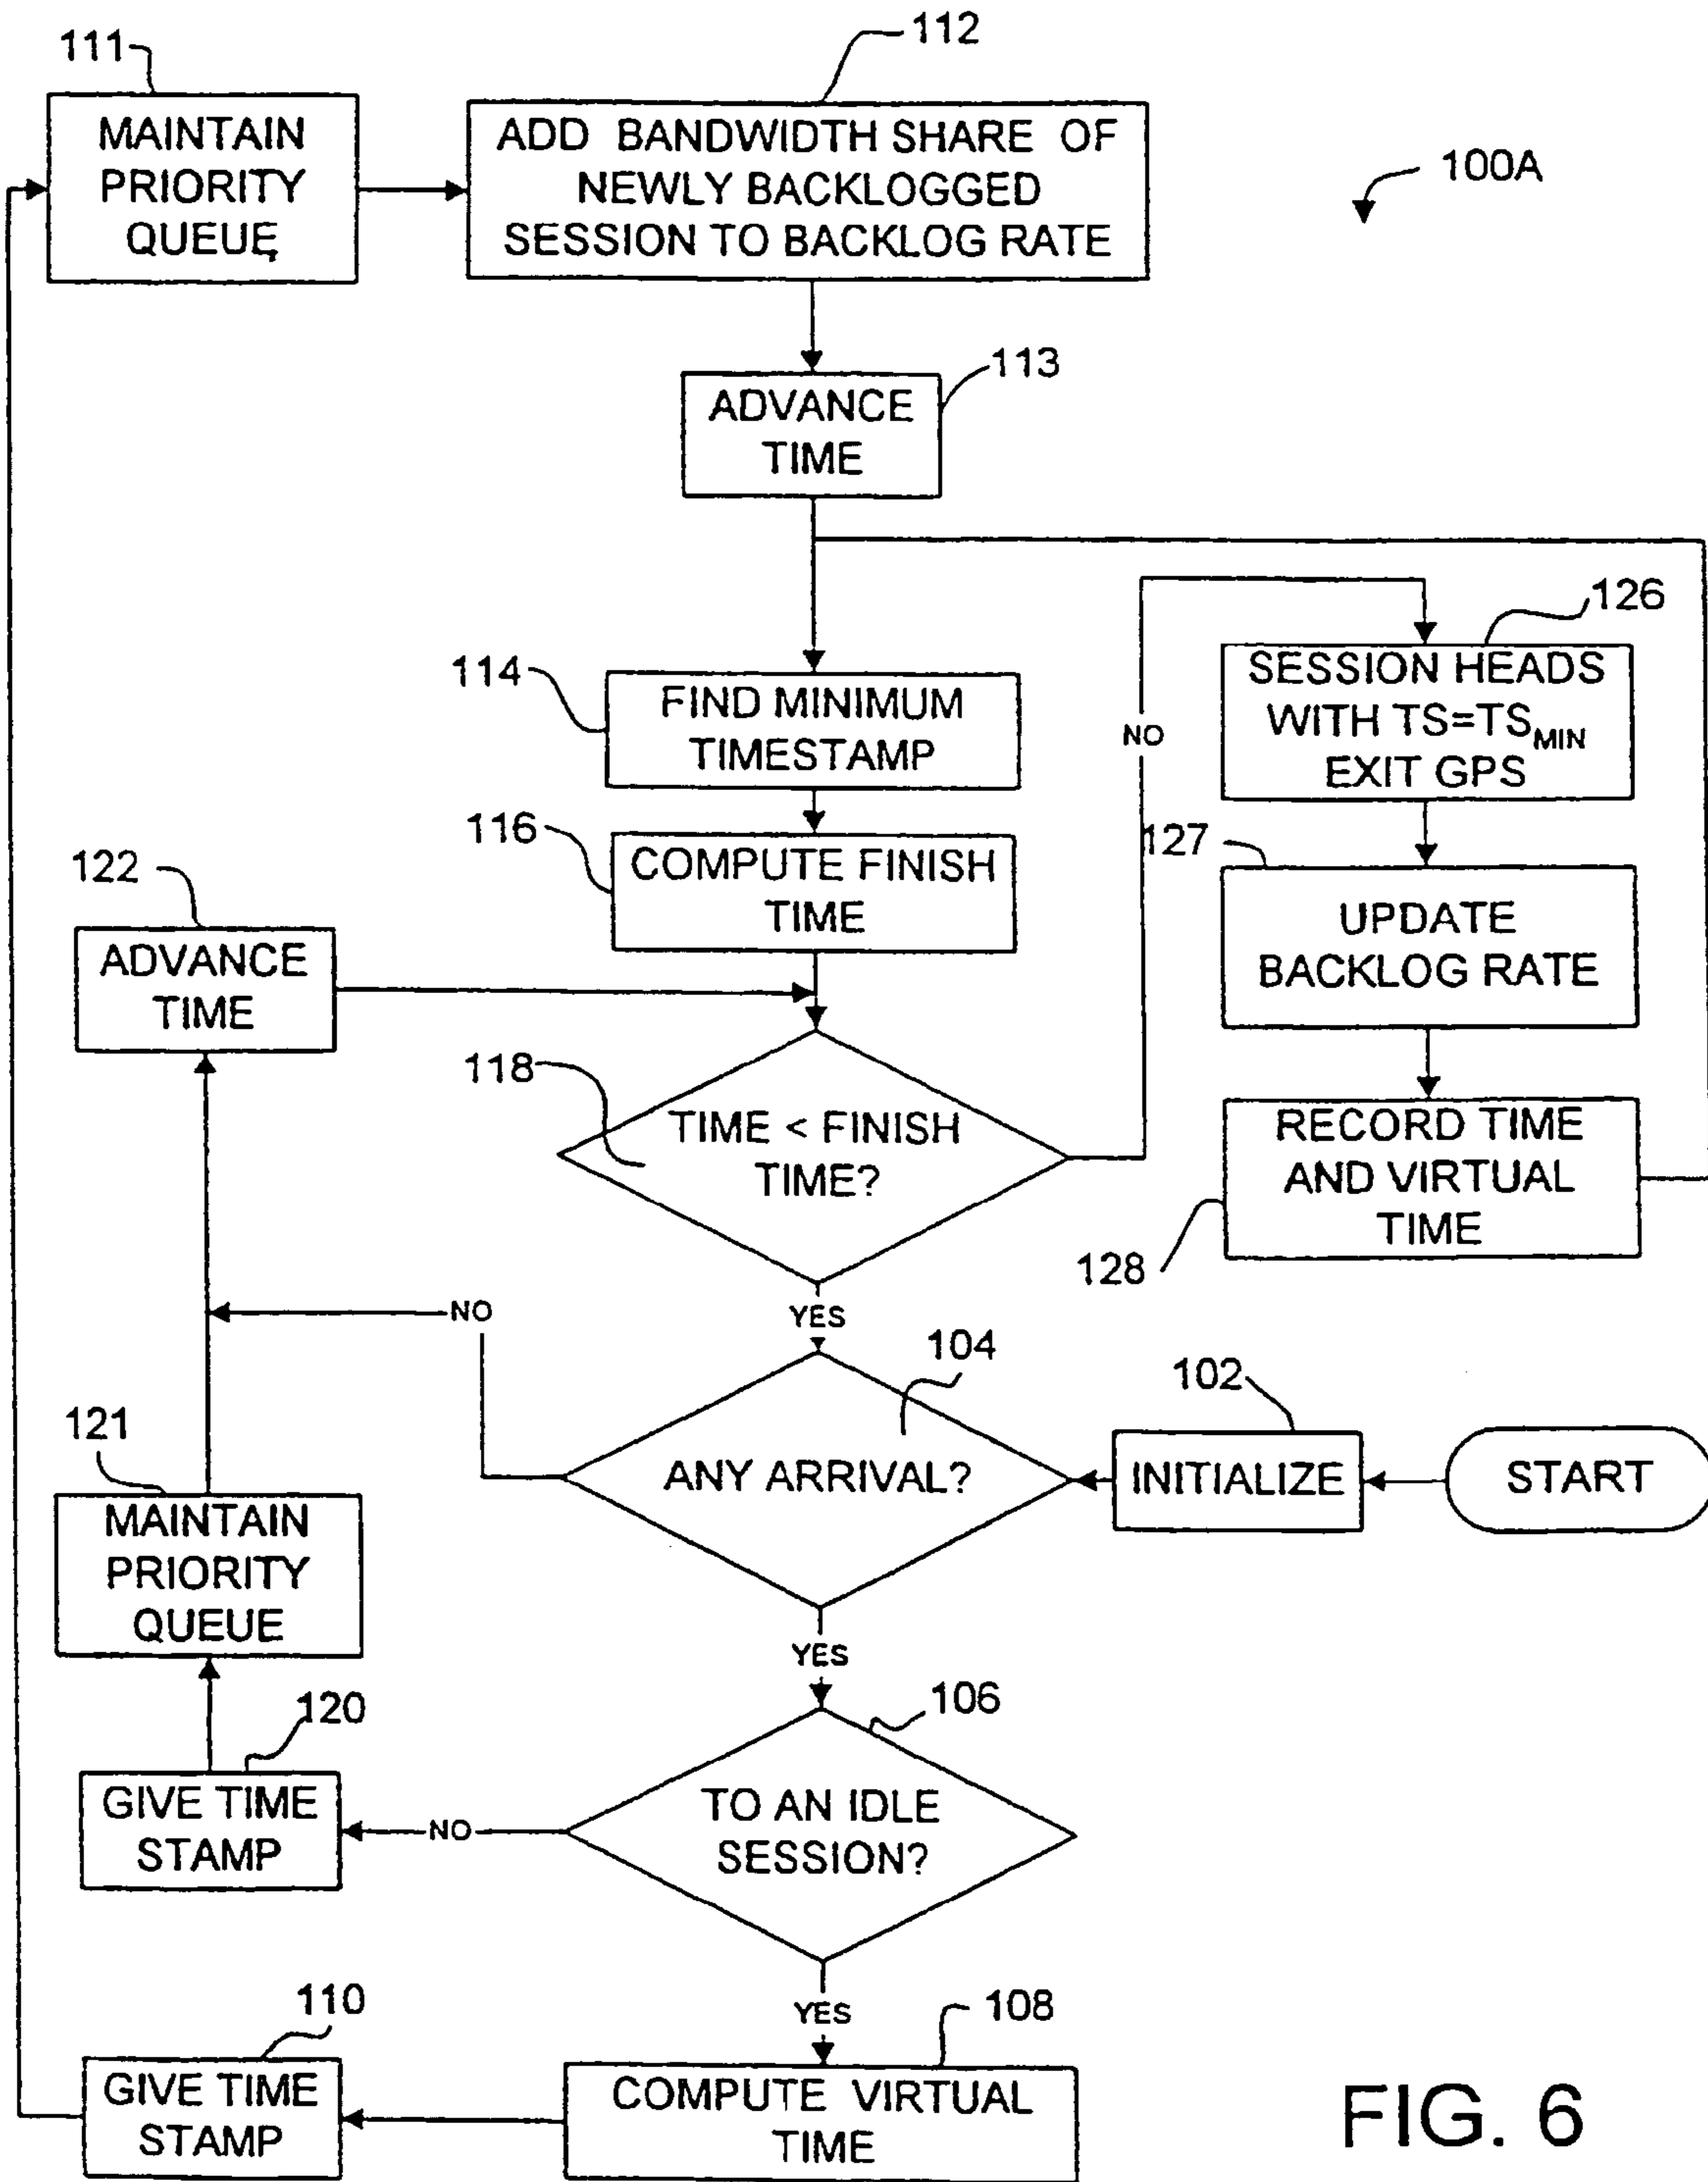 111
112
MAINTAIN
PRIORITY
QUEUE
ADD BANDWIDTH SHARE OF
NEWLY BACKLOGGED
SESSION TO BACKLOG RATE
100A
113
ADVANCE
TIME
114
FIND MINIMUM
TIMESTAMP
NO
126
SESSION HEADS
WITH TS=TSMIN
EXIT GPS
116
COMPUTE FINISH
TIME
127
UPDATE
BACKLOG RATE
122
ADVANCE
TIME
118
TIME < FINISH
TIME?
RECORD TIME
AND VIRTUAL
TIME
128
YES
NO
104
ANY ARRIVAL?
102
INITIALIZE
START
121
MAINTAIN
PRIORITY
QUEUE
YES
106
TO AN IDLE
SESSION?
NO
120
GIVE TIME
STAMP
YES
108
COMPUTE VIRTUAL
TIME
110
GIVE TIME
STAMP
FIG. 6